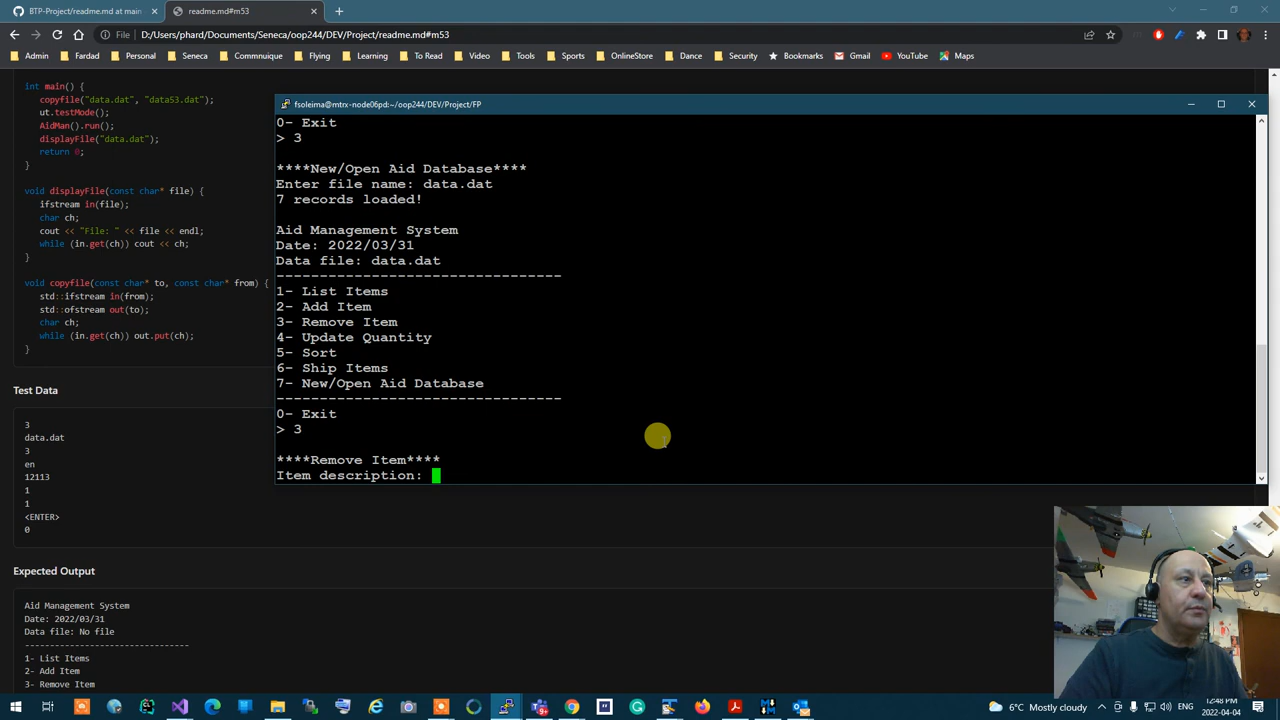 BTP-Project/readme.md at main
readme.md#m53
File
D:/Users/phard/Documents/Seneca/oop244/DEV/Project/readme.md#m53
Admin
Fardad
Personal
Seneca
Commnuique
Flying
Learning
To Read
Video
Tools
Sports
OnlineStore
Dance
Security
Bookmarks
Gmail
YouTube
Maps
int main() {
copyfile("data.dat", "dataS3.dat");
ut.testMode();
AidMan().run();
displayFile("data.dat");
return 0;
}
void displayFile(const char* file) {
ifstream in(file);
char ch;
cout << "File: " << file << endl;
while (in.get(ch)) cout << ch;
}
void copyfile(const char* to, const char* from) {
std::ifstream in(from);
std::ofstream out(to);
char ch;
while (in.get(ch)) out.put(ch);
}
Test Data
3
data.dat
3
en
12113
1
1
<ENTER>
0
Expected Output
Aid Management System
Date: 2022/03/31
Data file: No file
---------------------------------
1- List Items
2- Add Item
3- Remove Item
fsoleima@mtrx-node06pd:~/oop244/DEV/Project/FP
0- Exit
> 3
****New/Open Aid Database****
Enter file name: data.dat
7 records loaded!
Aid Management System
Date: 2022/03/31
Data file: data.dat
---------------------------------
1- List Items
2- Add Item
3- Remove Item
4- Update Quantity
5- Sort
6- Ship Items
7- New/Open Aid Database
---------------------------------
0- Exit
> 3
****Remove Item****
Item description:
6°C Mostly cloudy
1:48 PM
2022-04-04